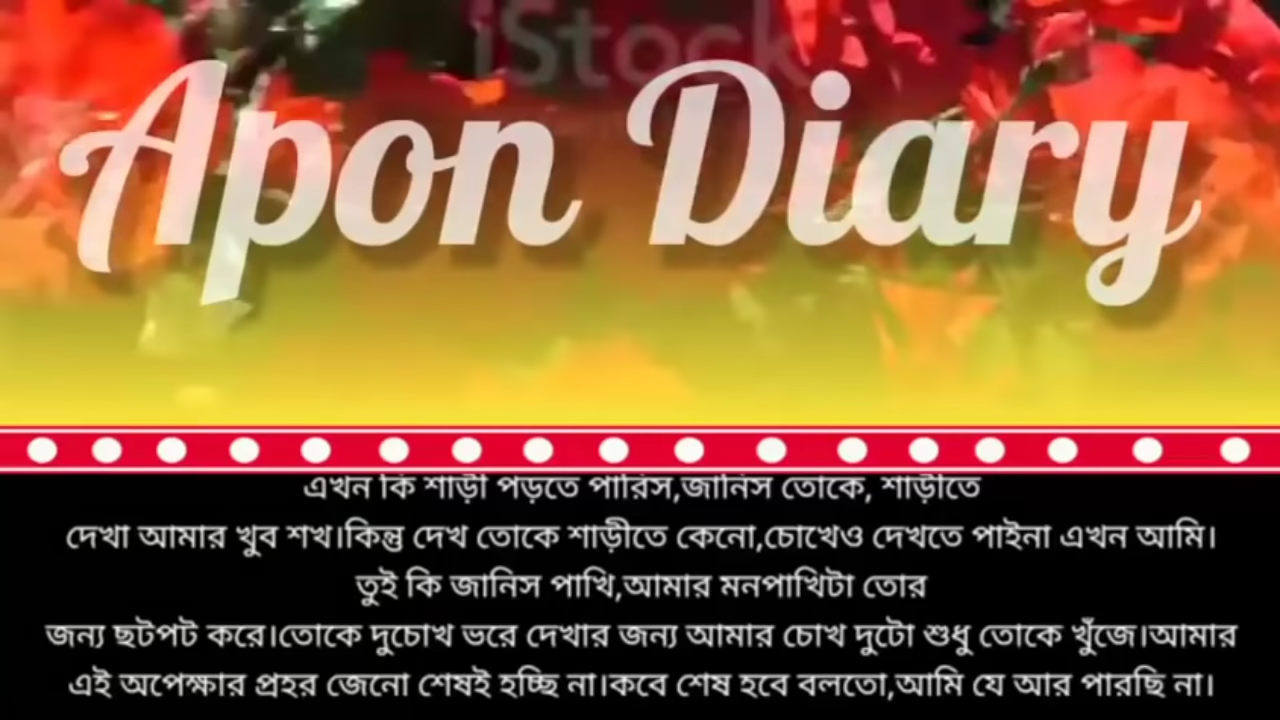 iStock
Apon Diary
এখন কি শাড়ী পড়তে পারিস,জানিস তোকে, শাড়ীতে
দেখা আমার খুব শখ।কিন্তু দেখ তোকে শাড়ীতে কেনো,চোখেও দেখতে পাইনা এখন আমি।
তুই কি জানিস পাখি,আমার মনপাখিটা তোর
জন্য ছটপট করে।তোকে দুচোখ ভরে দেখার জন্য আমার চোখ দুটো শুধু তোকে খুঁজে।আমার
এই অপেক্ষার প্রহর জেনো শেষই হচ্ছি না।কবে শেষ হবে বলতো,আমি যে আর পারছি না।